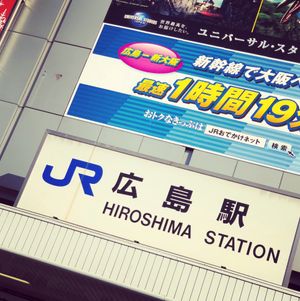 UNIVERSAL STUDIOS
ユニバーサル・スタ
広島→新大阪
新幹線で大阪へ
最速1時間19
おトクなきっぷは JRおでかけネット 検索
JR 広島駅
HIROSHIMA STATION